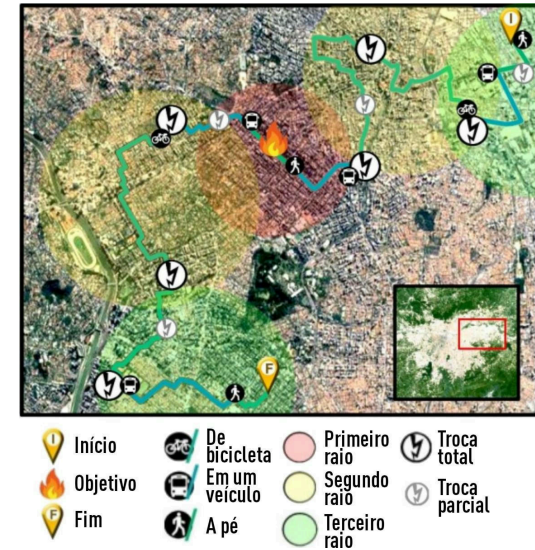 I
F
I
Início
Objetivo
F
Fim
De
bicicleta
Em um
veículo
A pé
Primeiro
raio
Segundo
raio
Terceiro
raio
Troca
total
Troca
parcial